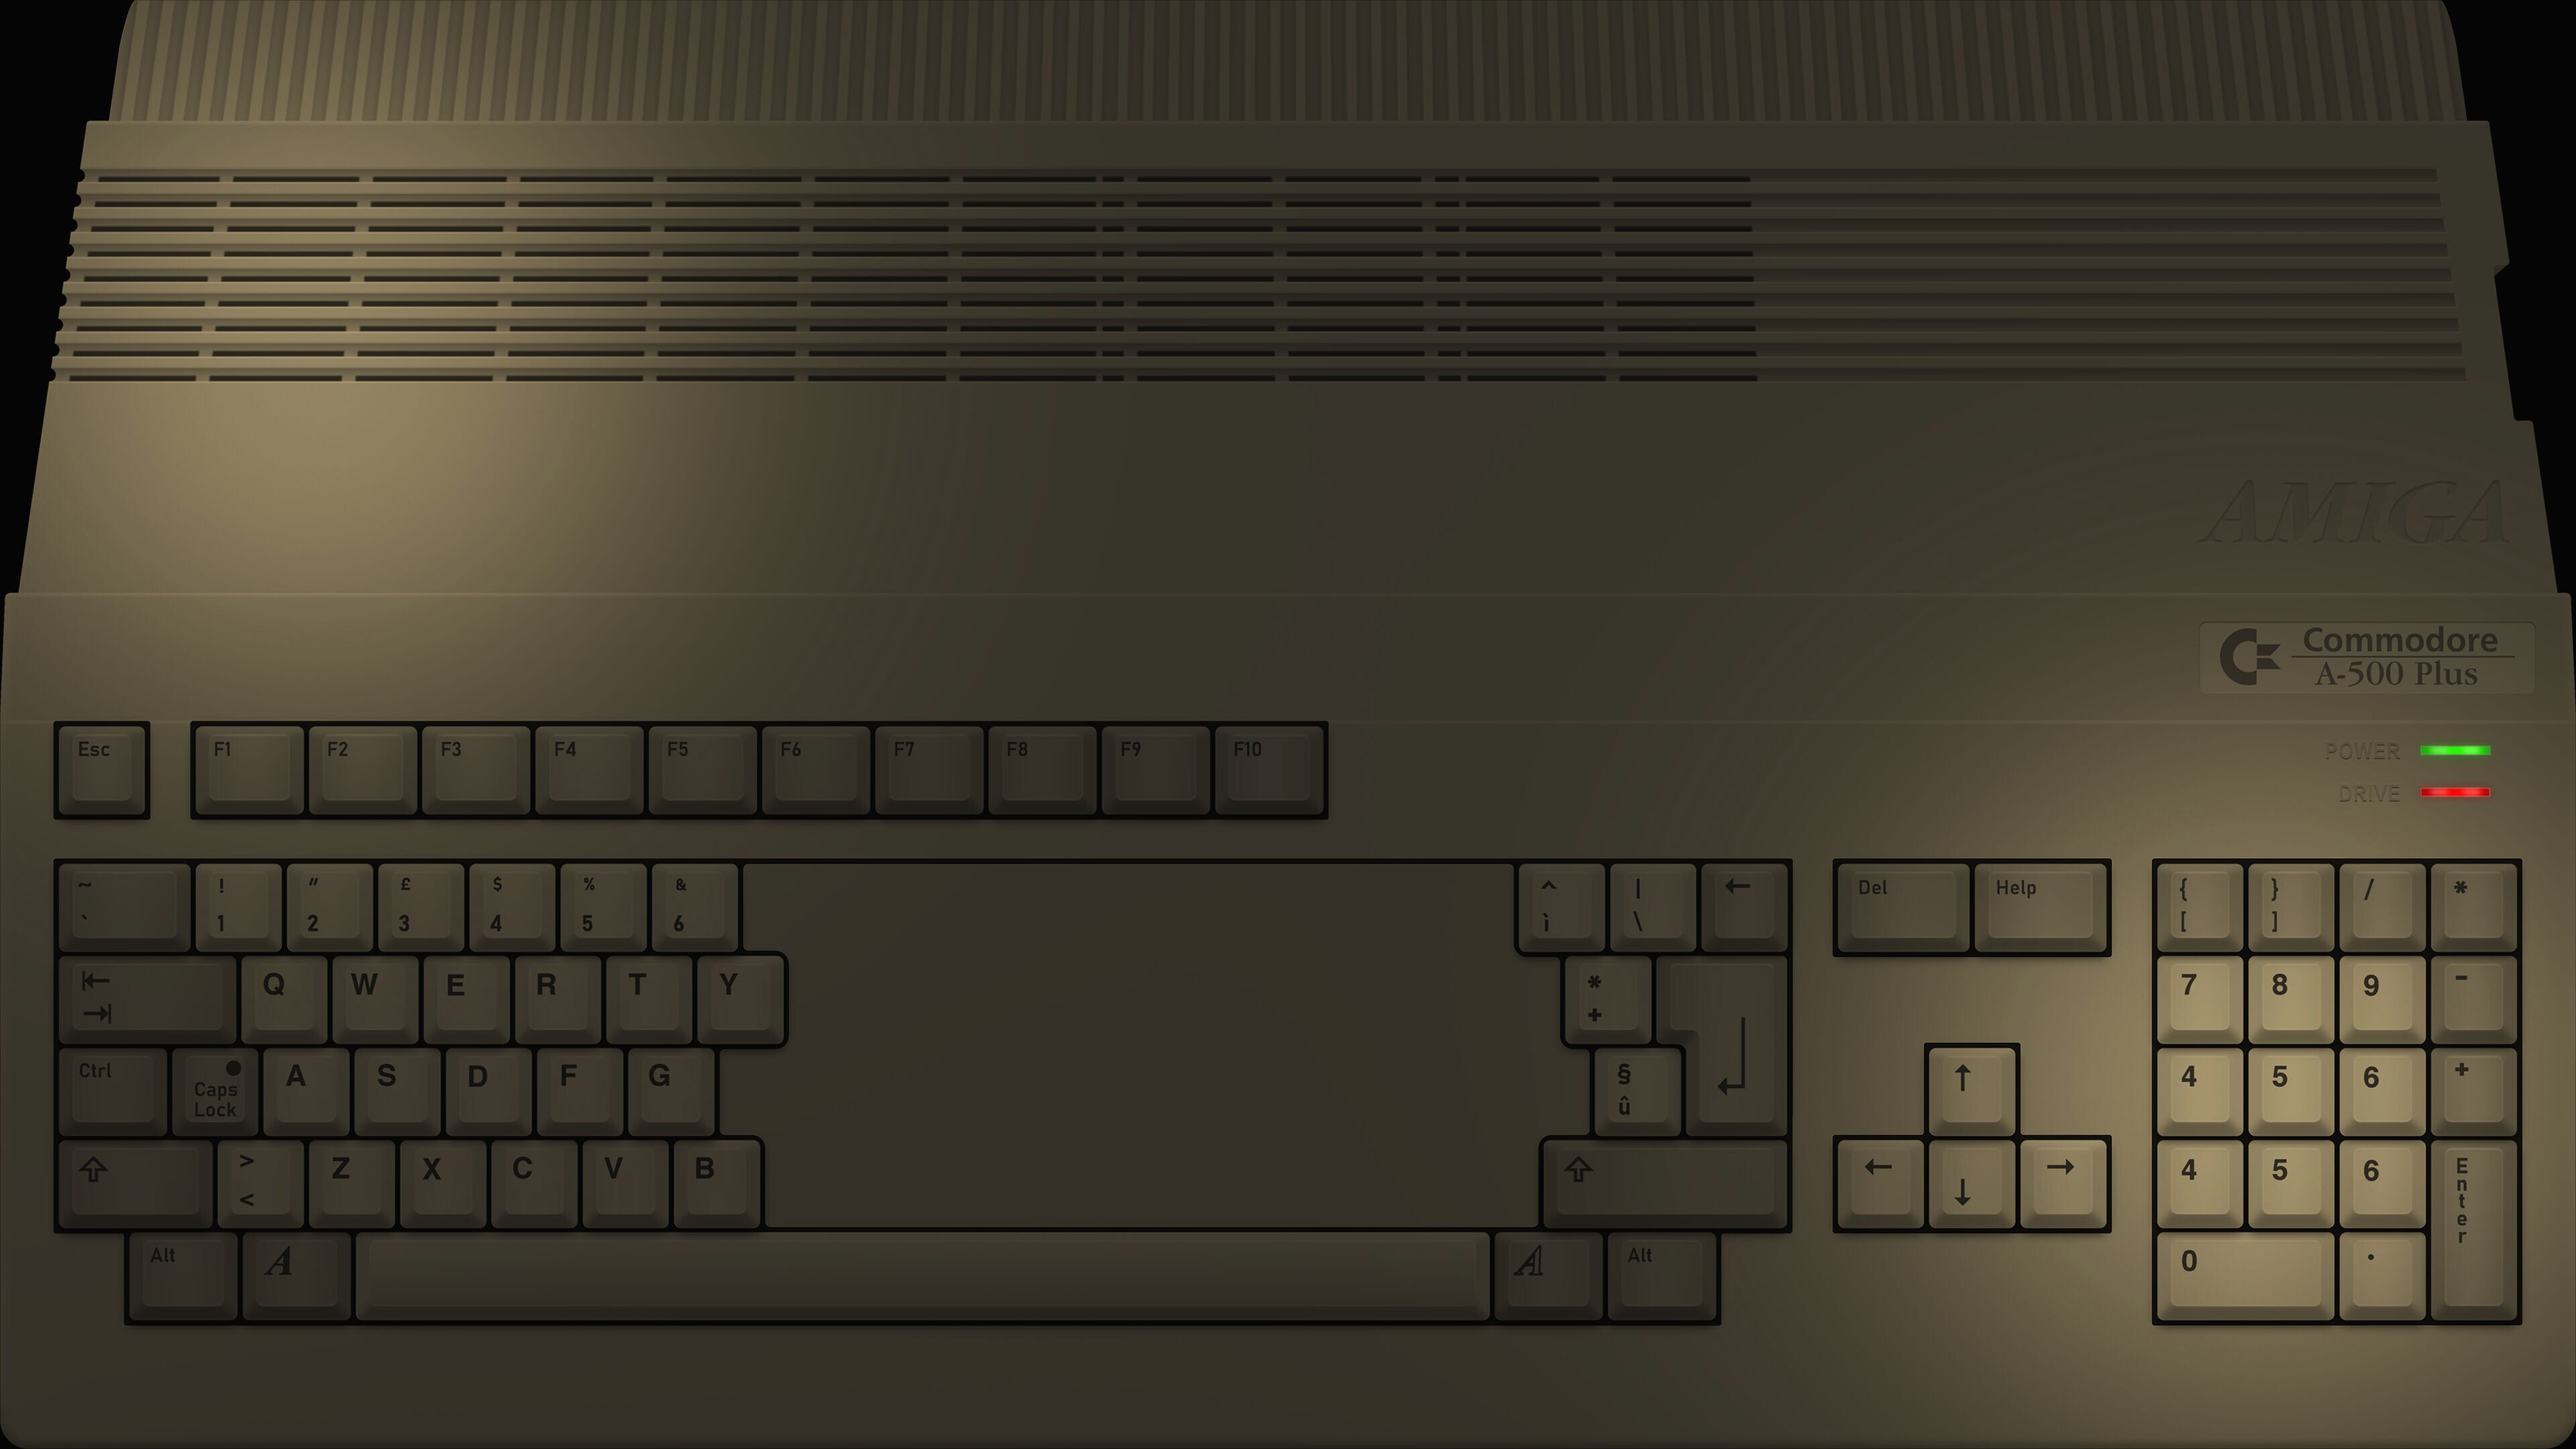 AMIGA
Commodore
A-500 Plus
POWER
DRIVE
Esc F1 F2 F3 F4 F5 F6 F7 F8 F9 F10
~ ! " £ $ % & ^ | ← Del Help { } / *
` 1 2 3 4 5 6 ì \ [ ]
⇤ Q W E R T Y * 7 8 9 -
⇥ +
Ctrl Caps Lock A S D F G § ↵ ↑ 4 5 6 +
û
⇧ > Z X C V B ⇧ ← ↓ → 4 5 6 Enter
<
Alt A A Alt 0 .